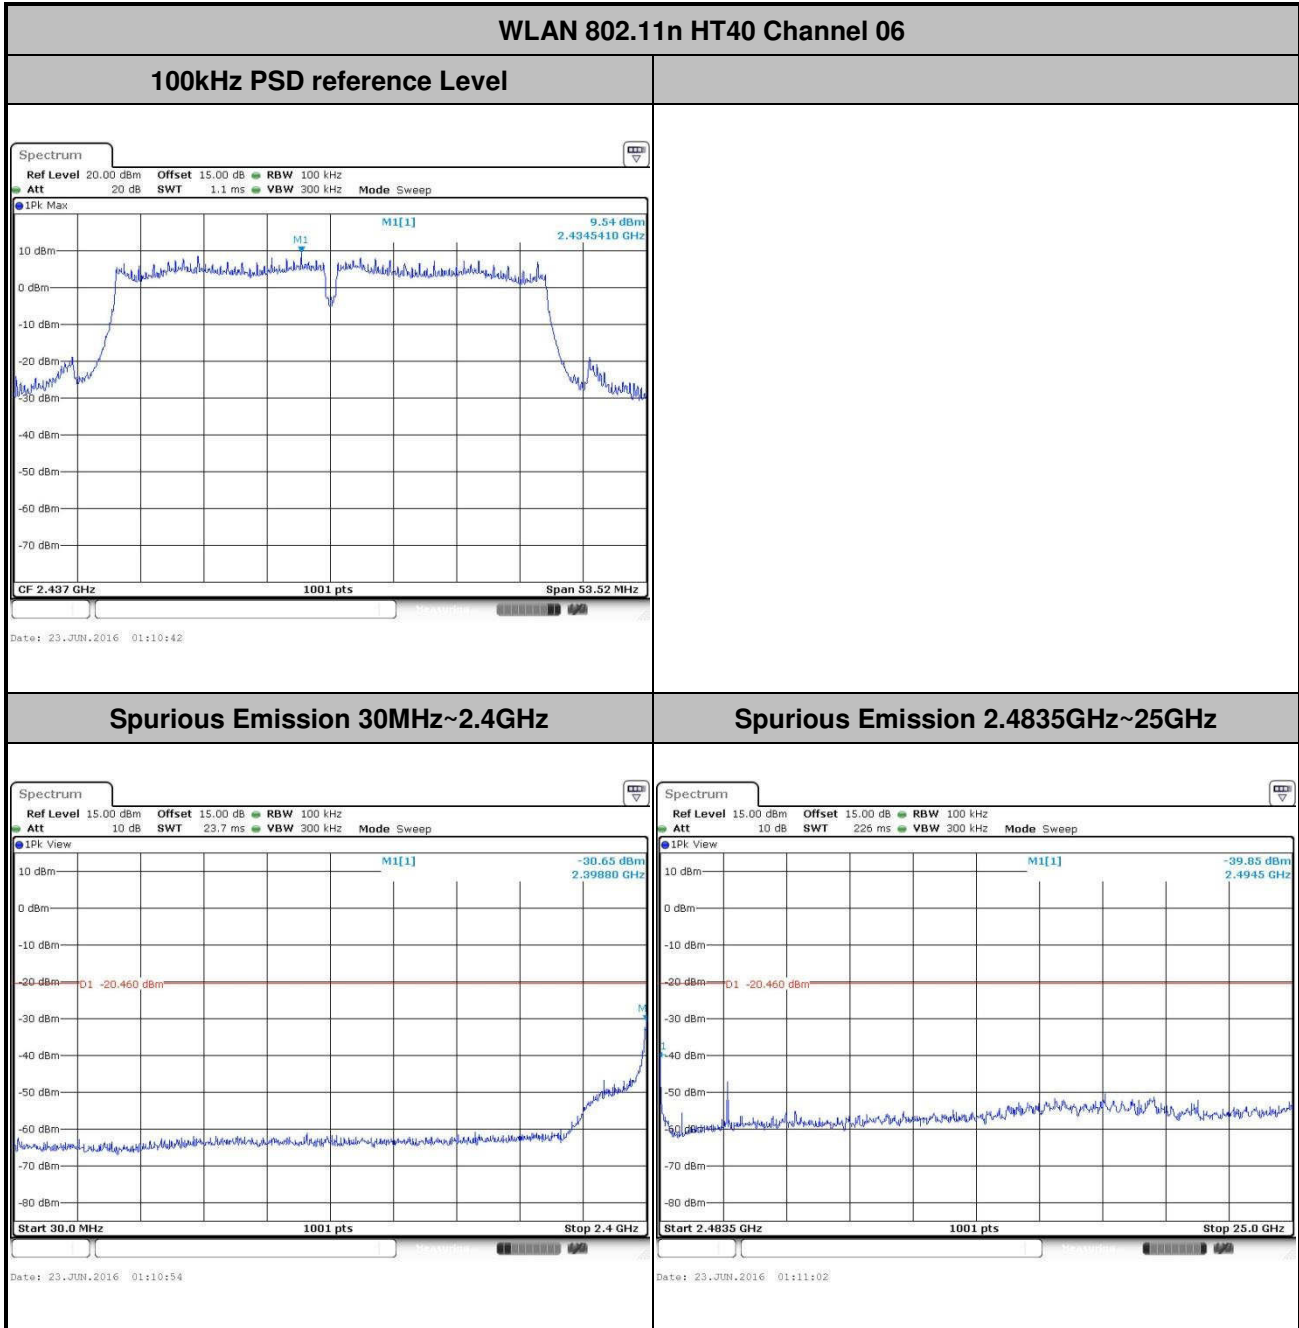 WLAN 802.11n HT40 Channel 06
100kHz PSD reference Level
Spectrum
Ref Level 20.00 dBm Offset 15.00 dB RBW 100 kHz
Att 20 dB SWT 1.1 ms VBW 300 kHz Mode Sweep
1Pk Max
M1[1] 9.54 dBm
2.4345410 GHz
M1
10 dBm
0 dBm
-10 dBm
-20 dBm
-30 dBm
-40 dBm
-50 dBm
-60 dBm
-70 dBm
CF 2.437 GHz 1001 pts Span 53.52 MHz
Date: 23.JUN.2016 01:10:42
Spurious Emission 30MHz~2.4GHz
Spurious Emission 2.4835GHz~25GHz
Spectrum
Ref Level 15.00 dBm Offset 15.00 dB RBW 100 kHz
Att 10 dB SWT 23.7 ms VBW 300 kHz Mode Sweep
1Pk View
M1[1] -30.65 dBm
2.39880 GHz
10 dBm
0 dBm
-10 dBm
-20 dBm
D1 -20.460 dBm
-30 dBm
M
-40 dBm
-50 dBm
-60 dBm
-70 dBm
-80 dBm
Start 30.0 MHz 1001 pts Stop 2.4 GHz
Date: 23.JUN.2016 01:10:54
Spectrum
Ref Level 15.00 dBm Offset 15.00 dB RBW 100 kHz
Att 10 dB SWT 226 ms VBW 300 kHz Mode Sweep
1Pk View
M1[1] -39.85 dBm
2.4945 GHz
10 dBm
0 dBm
-10 dBm
-20 dBm
D1 -20.460 dBm
-30 dBm
1
-40 dBm
-50 dBm
-60 dBm
-70 dBm
-80 dBm
Start 2.4835 GHz 1001 pts Stop 25.0 GHz
Date: 23.JUN.2016 01:11:02